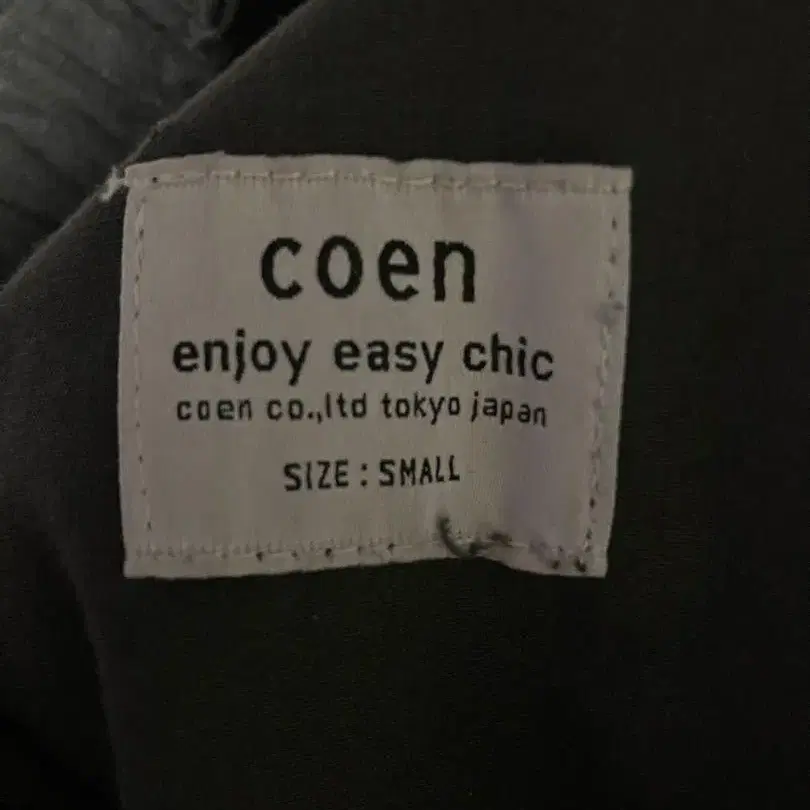 coen
enjoy easy chic
coen co.,ltd tokyo japan
SIZE : SMALL